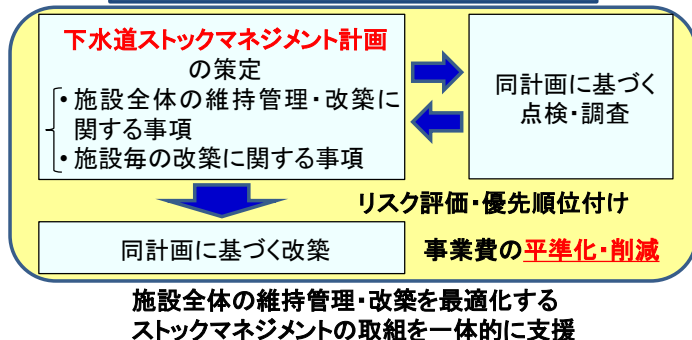 下水道ストックマネジメント計画
の策定
・施設全体の維持管理・改築に
関する事項
・施設毎の改築に関する事項
同計画に基づく
点検・調査
リスク評価・優先順位付け
同計画に基づく改築
事業費の平準化・削減
施設全体の維持管理・改築を最適化する
ストックマネジメントの取組を一体的に支援